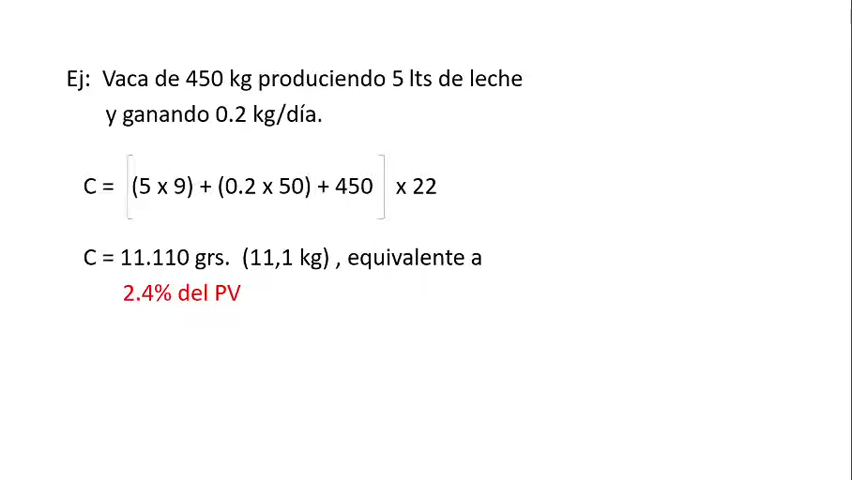 Ej: Vaca de 450 kg produciendo 5 lts de leche
y ganando 0.2 kg/día.
C = [(5 x 9) + (0.2 x 50) + 450] x 22
C = 11.110 grs. (11,1 kg) , equivalente a
2.4% del PV